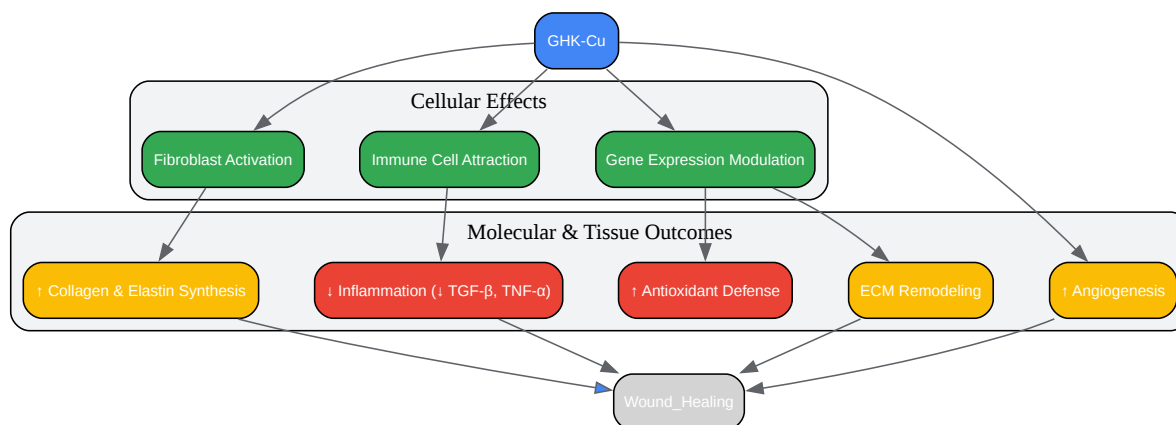 GHK-Cu
Cellular Effects
Fibroblast Activation
Immune Cell Attraction
Gene Expression Modulation
Molecular & Tissue Outcomes
↑ Collagen & Elastin Synthesis
↓ Inflammation (↓ TGF-β, TNF-α)
↑ Antioxidant Defense
ECM Remodeling
↑ Angiogenesis
Wound_Healing